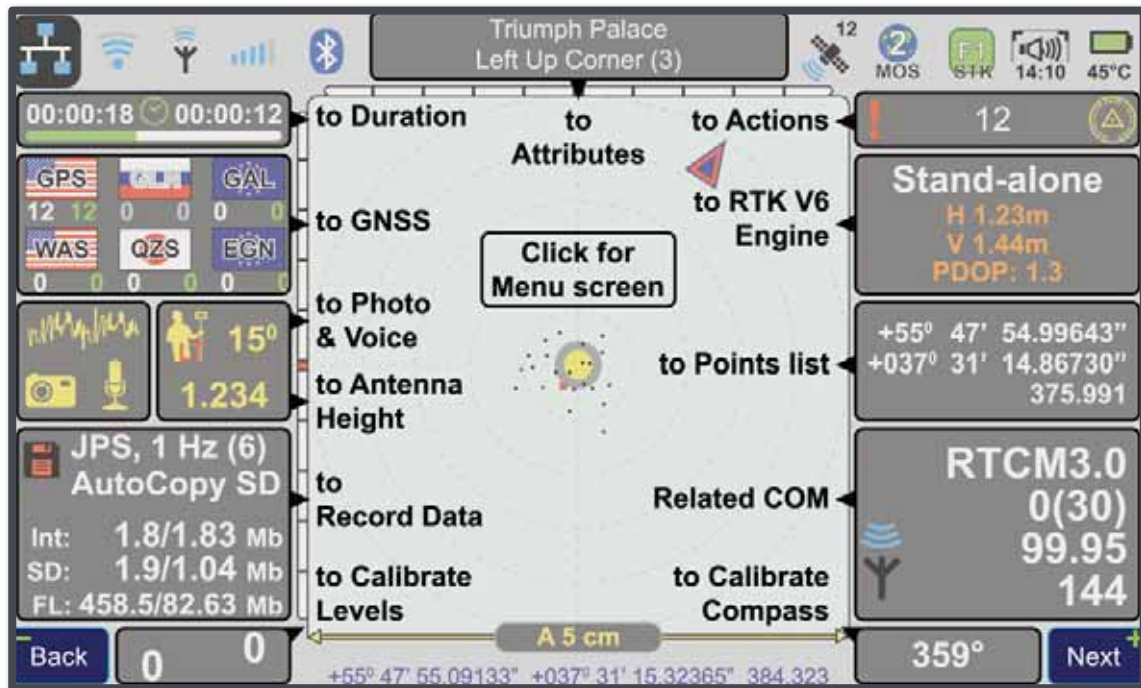 Triumph Palace
Left Up Corner (3)
12
2
MOS
F1
STK
14:10
45°C
00:00:18 00:00:12
to Duration
to
Attributes
to Actions
12
GPS GLN GAL
12 12 0 0 0 0
WAS QZS EGN
0 0 0 0 0 0
to GNSS
to RTK V6
Engine
Stand-alone
H 1.23m
V 1.44m
PDOP: 1.3
Click for
Menu screen
to Photo
& Voice
15⁰
1.234
to Antenna
Height
to Points list
+55⁰ 47' 54.99643"
+037⁰ 31' 14.86730"
375.991
JPS, 1 Hz (6)
AutoCopy SD
Int: 1.8/1.83 Mb
SD: 1.9/1.04 Mb
FL: 458.5/82.63 Mb
to
Record Data
Related COM
RTCM3.0
0(30)
99.95
144
to Calibrate
Levels
to Calibrate
Compass
Back
0 0
A 5 cm
359°
Next
+55⁰ 47' 55.09133" +037⁰ 31' 15.32365" 384.323